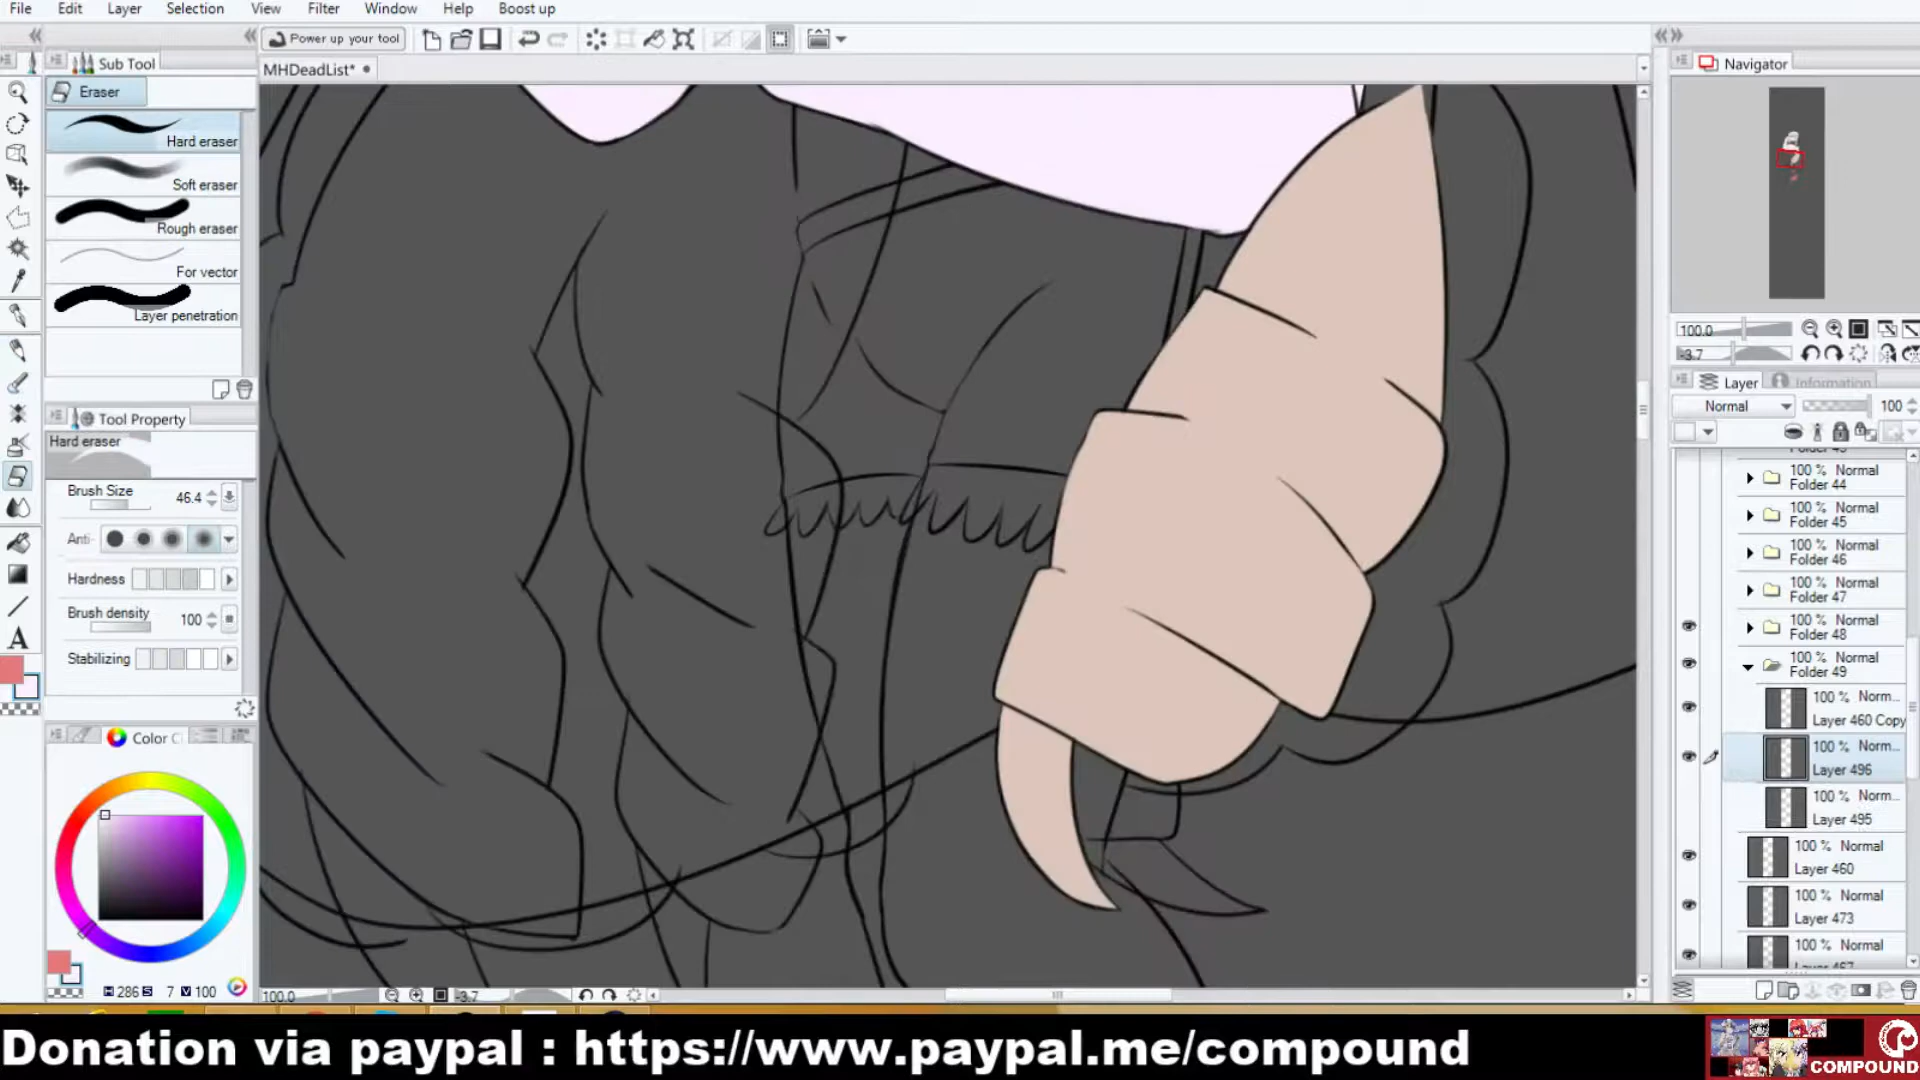 File Edit Layer Selection View Filter Window Help Boost up
Power up your tool
Sub Tool
MHDeadList*
Navigator
Eraser
Hard eraser
Soft eraser
Rough eraser
For vector
Layer penetration
Tool Property
Hard eraser
Brush Size 46.4
Anti-
Hardness
Brush density 100
Stabilizing
A
Color C
H 286 S 7 V 100
100.0 -3.7
100.0
-3.7
Layer Information
Normal 100
100 % Normal
Folder 44
100 % Normal
Folder 45
100 % Normal
Folder 46
100 % Normal
Folder 47
100 % Normal
Folder 48
100 % Normal
Folder 49
100 % Norm...
Layer 460 Copy
100 % Norm...
Layer 496
100 % Norm...
Layer 495
100 % Normal
Layer 460
100 % Normal
Layer 473
100 % Normal
Donation via paypal : https://www.paypal.me/compound
COMPOUND